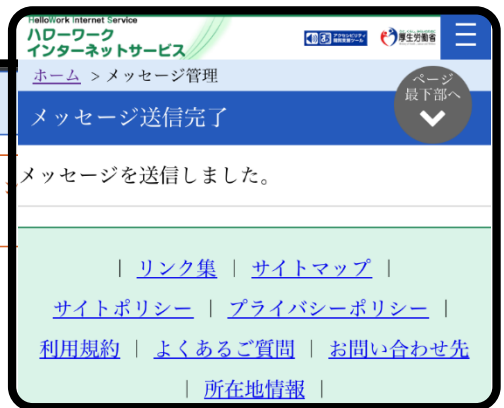 HelloWork Internet Service
ハローワーク
インターネットサービス
厚生労働省
ホーム > メッセージ管理
ページ
最下部へ
メッセージ送信完了
メッセージを送信しました。
| リンク集 | サイトマップ |
サイトポリシー | プライバシーポリシー |
利用規約 | よくあるご質問 | お問い合わせ先
| 所在地情報 |